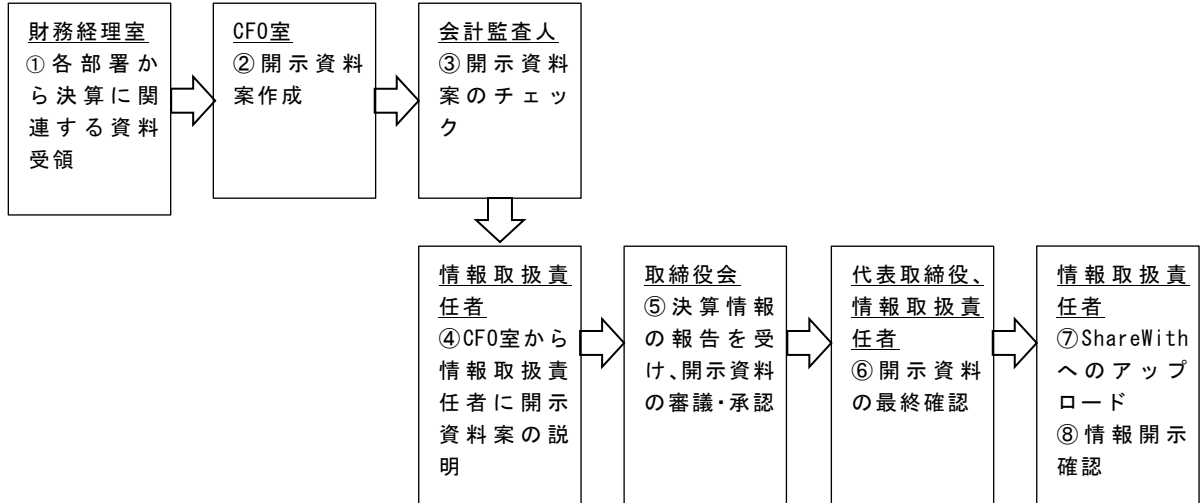 財務経理室
①各部署か
ら決算に関
連する資料
受領
CFO室
②開示資料
案作成
会計監査人
③開示資料
案のチェッ
ク
情報取扱責
任者
④CFO室から
情報取扱責
任者に開示
資料案の説
明
取締役会
⑤決算情報
の報告を受
け、開示資料
の審議・承認
代表取締役、
情報取扱責
任者
⑥開示資料
の最終確認
情報取扱責
任者
⑦ShareWith
へのアップ
ロード
⑧情報開示
確認